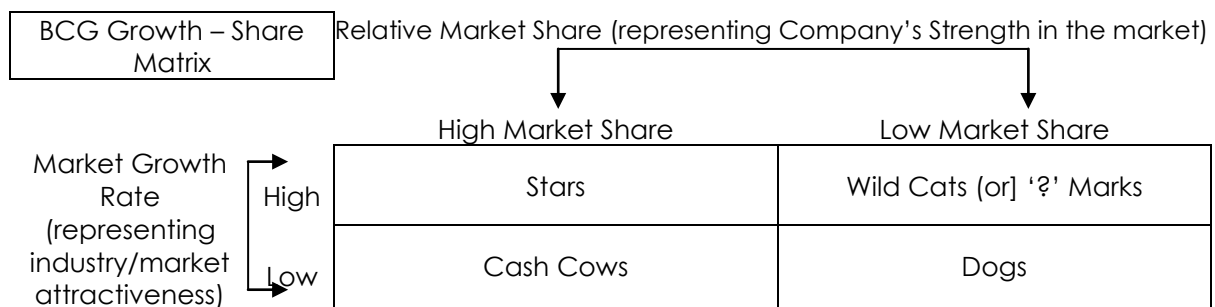 BCG Growth – Share
Matrix
Relative Market Share (representing Company’s Strength in the market)
High Market Share
Low Market Share
Market Growth
Rate
(representing
industry/market
attractiveness)
High
Low
Stars
Wild Cats (or] ‘?’ Marks
Cash Cows
Dogs